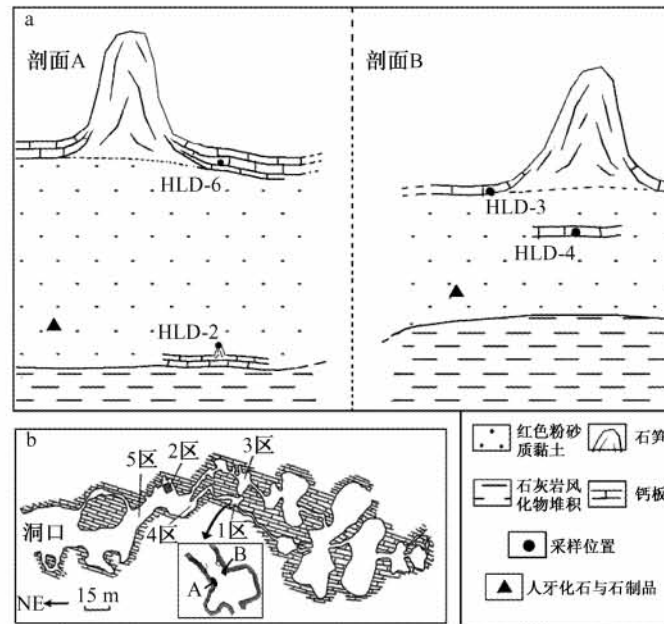 a
剖面A
剖面B
HLD-6
HLD-3
HLD-4
HLD-2
b
5区
2区
3区
洞口
4区
1区
B
A
NE
15 m
红色粉砂
质黏土
石笋
石灰岩风
化物堆积
钙板
采样位置
人牙化石与石制品